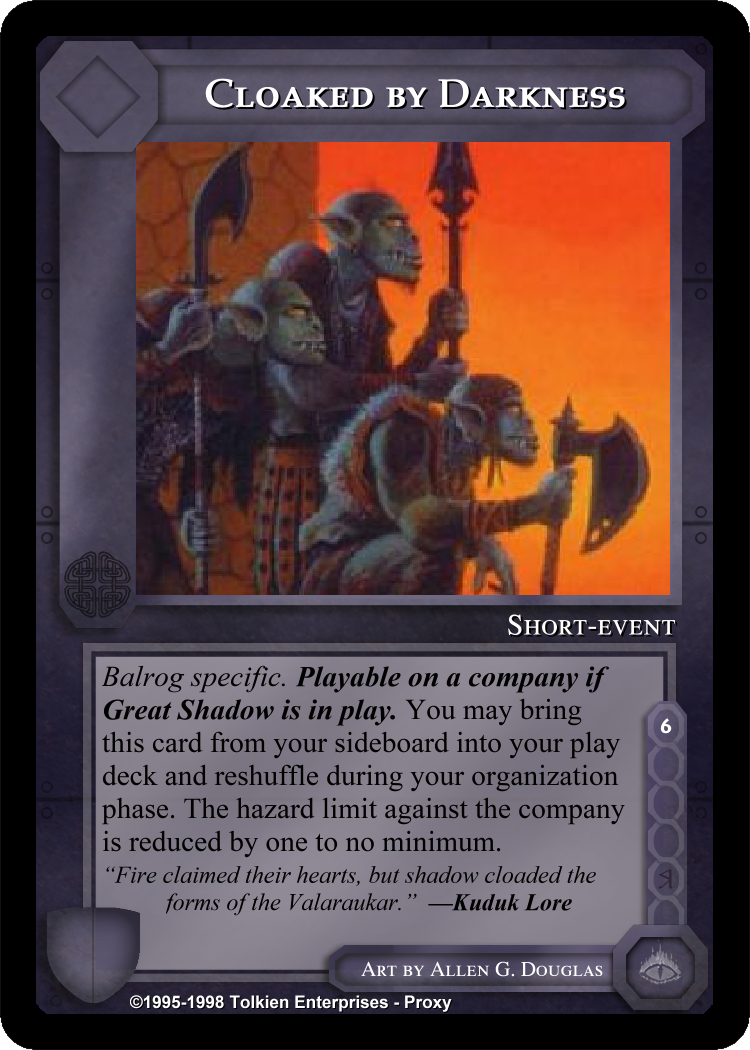 Cloaked by Darkness
Short-event
Balrog specific. Playable on a company if
Great Shadow is in play. You may bring
this card from your sideboard into your play
deck and reshuffle during your organization
phase. The hazard limit against the company
is reduced by one to no minimum.
6
“Fire claimed their hearts, but shadow cloaded the
forms of the Valaraukar.” —Kuduk Lore
Art by Allen G. Douglas
©1995-1998 Tolkien Enterprises - Proxy